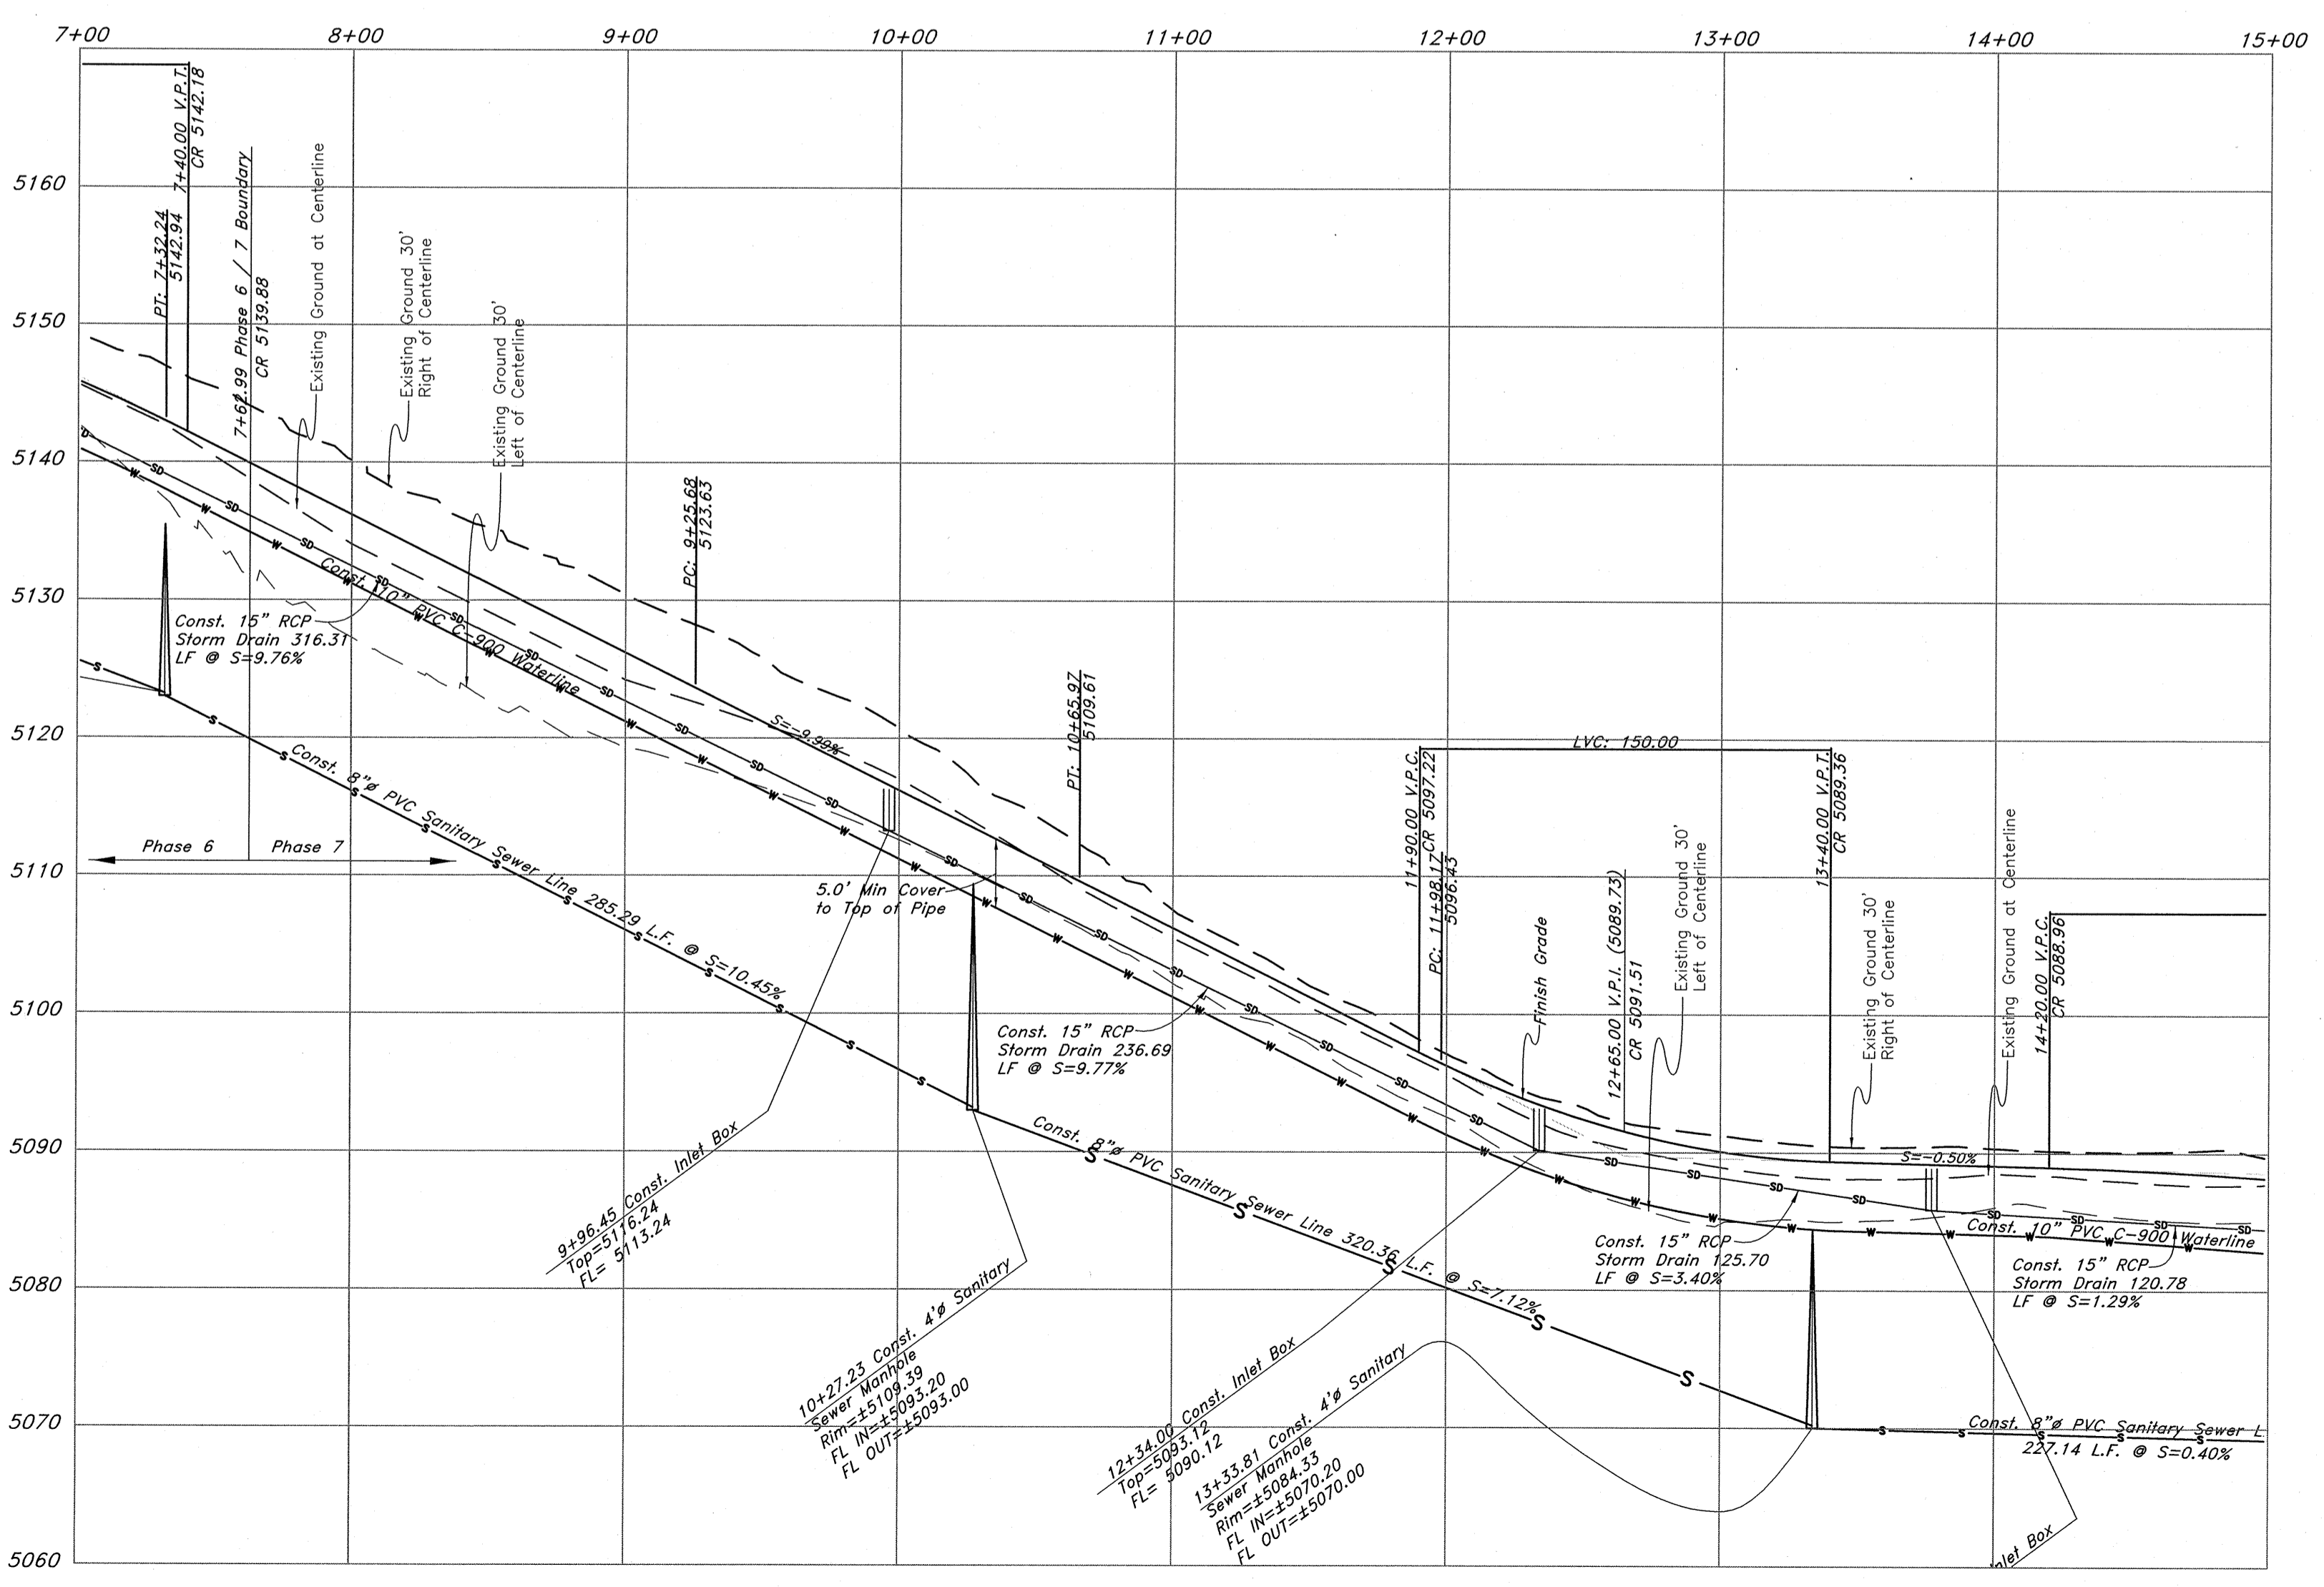 7+00 8+00 9+00 10+00 11+00 12+00 13+00 14+00 15+00
5160
5150
5140
5130
5120
5110
5100
5090
5080
5070
5060
PT: 7+32.24
5142.94
7+40.00 V.P.T.
CR 5142.18
7+62.99 Phase 6 / 7 Boundary
CR 5139.88
Existing Ground at Centerline
Existing Ground 30'
Right of Centerline
Existing Ground 30'
Left of Centerline
PC: 9+25.68
5123.63
Const. 10" PVC C-900 Waterline
Const. 15" RCP
Storm Drain 316.31
LF @ S=9.76%
Const. 8"ø PVC Sanitary Sewer Line 285.29 L.F. @ S=10.45%
Phase 6
Phase 7
S=-9.99%
5.0' Min Cover
to Top of Pipe
PT: 10+65.97
5109.61
Const. 15" RCP
Storm Drain 236.69
LF @ S=9.77%
9+96.45 Const. Inlet Box
Top=5116.24
FL= 5113.24
10+27.23 Const. 4'ø Sanitary
Sewer Manhole
Rim=±5109.39
FL IN=±5093.20
FL OUT=±5093.00
Const. 8"ø PVC Sanitary Sewer Line 320.36 L.F. @ S=7.12%
LVC: 150.00
11+90.00 V.P.C.
CR 5097.22
PC: 11+98.17
5096.43
Finish Grade
12+65.00 V.P.I. (5089.73)
CR 5091.51
Existing Ground 30'
Left of Centerline
13+40.00 V.P.T.
CR 5089.36
Existing Ground 30'
Right of Centerline
Existing Ground at Centerline
14+20.00 V.P.C.
CR 5088.96
S=-0.50%
Const. 15" RCP
Storm Drain 125.70
LF @ S=3.40%
Const. 10" PVC C-900 Waterline
Const. 15" RCP
Storm Drain 120.78
LF @ S=1.29%
12+34.00 Const. Inlet Box
Top=5093.12
FL= 5090.12
13+33.81 Const. 4'ø Sanitary
Sewer Manhole
Rim=±5084.33
FL IN=±5070.20
FL OUT=±5070.00
Const. 8"ø PVC Sanitary Sewer L
227.14 L.F. @ S=0.40%
Inlet Box